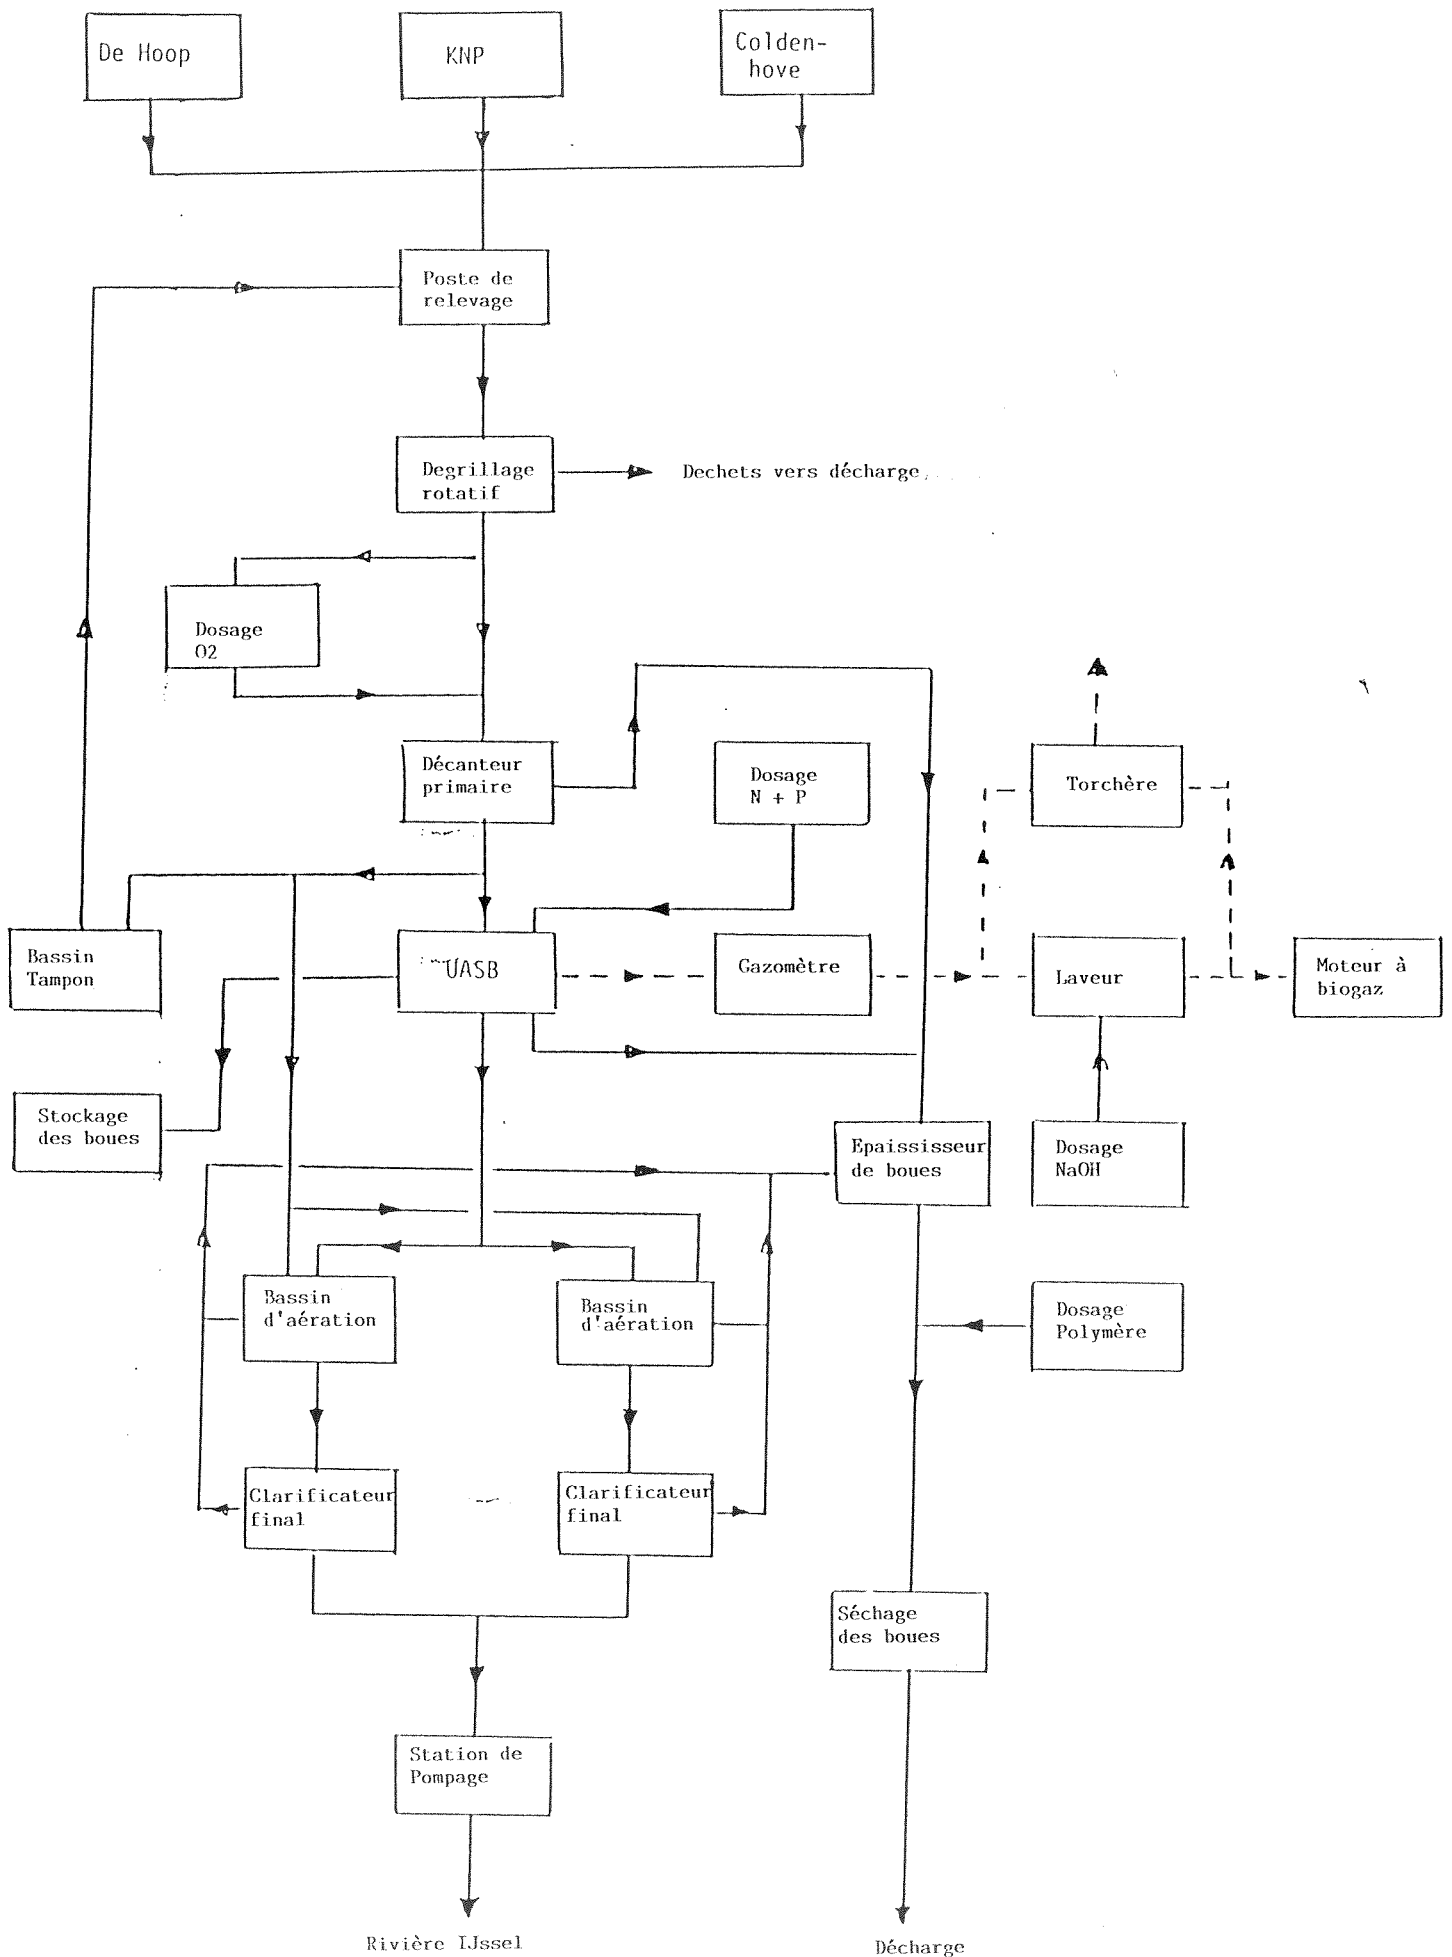 De Hoop
KNP
Colden-
hove
Poste de
relevage
Degrillage
rotatif
Dechets vers décharge
Dosage
O2
Décanteur
primaire
Dosage
N + P
Torchère
Bassin
Tampon
UASB
Gazomètre
Laveur
Moteur à
biogaz
Stockage
des boues
Epaississeur
de boues
Dosage
NaOH
Bassin
d'aération
Bassin
d'aération
Dosage
Polymère
Clarificateur
final
Clarificateur
final
Séchage
des boues
Station de
Pompage
Rivière IJssel
Décharge